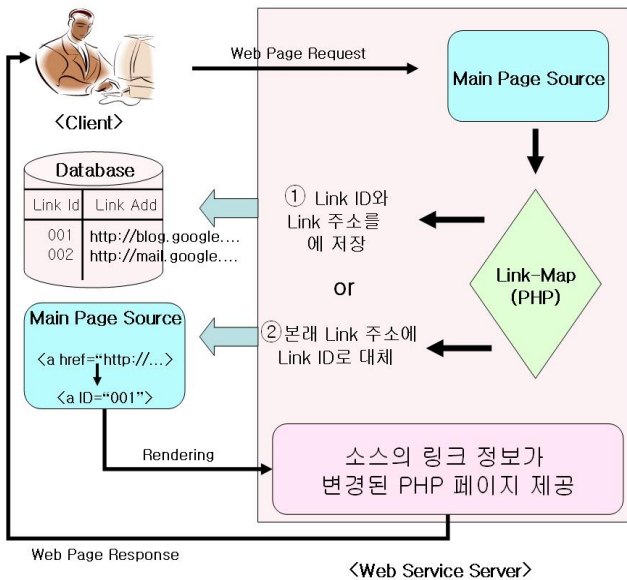 Web Page Request
Main Page Source
<Client>
Database
Link Id Link Add
001 http://blog.google....
002 http://mail.google....
① Link ID와
Link 주소를
에 저장
or
Link-Map
(PHP)
② 본래 Link 주소에
Link ID로 대체
Main Page Source
<a href=“http://...>
<a ID=“001”>
Rendering
소스의 링크 정보가
변경된 PHP 페이지 제공
Web Page Response
<Web Service Server>